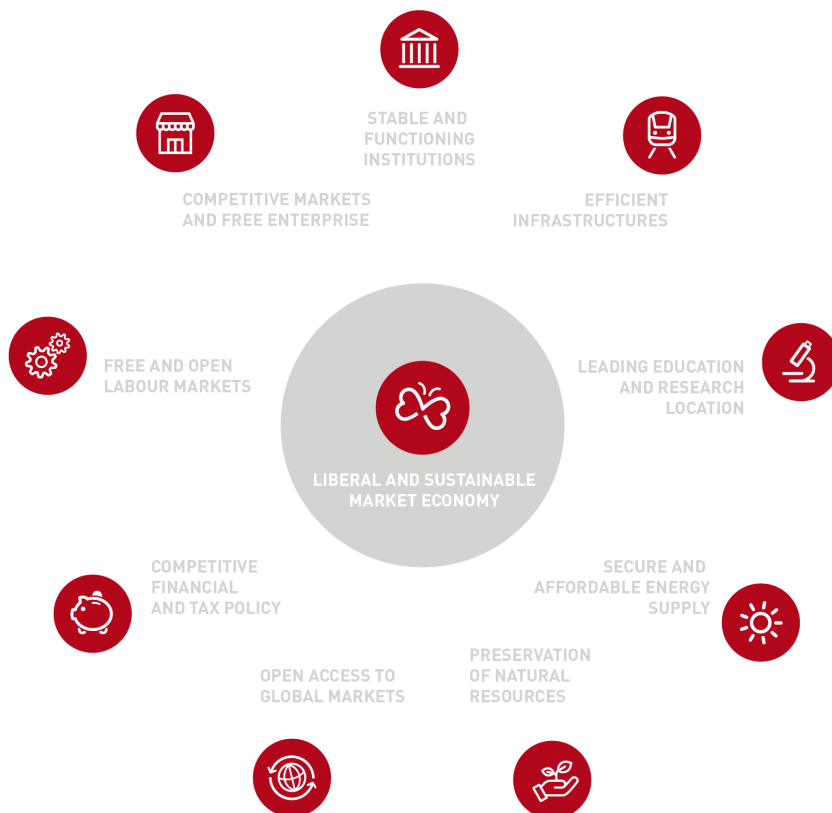 STABLE AND
FUNCTIONING
INSTITUTIONS
COMPETITIVE MARKETS
AND FREE ENTERPRISE
EFFICIENT
INFRASTRUCTURES
FREE AND OPEN
LABOUR MARKETS
LEADING EDUCATION
AND RESEARCH
LOCATION
LIBERAL AND SUSTAINABLE
MARKET ECONOMY
COMPETITIVE
FINANCIAL
AND TAX POLICY
SECURE AND
AFFORDABLE ENERGY
SUPPLY
OPEN ACCESS TO
GLOBAL MARKETS
PRESERVATION
OF NATURAL
RESOURCES